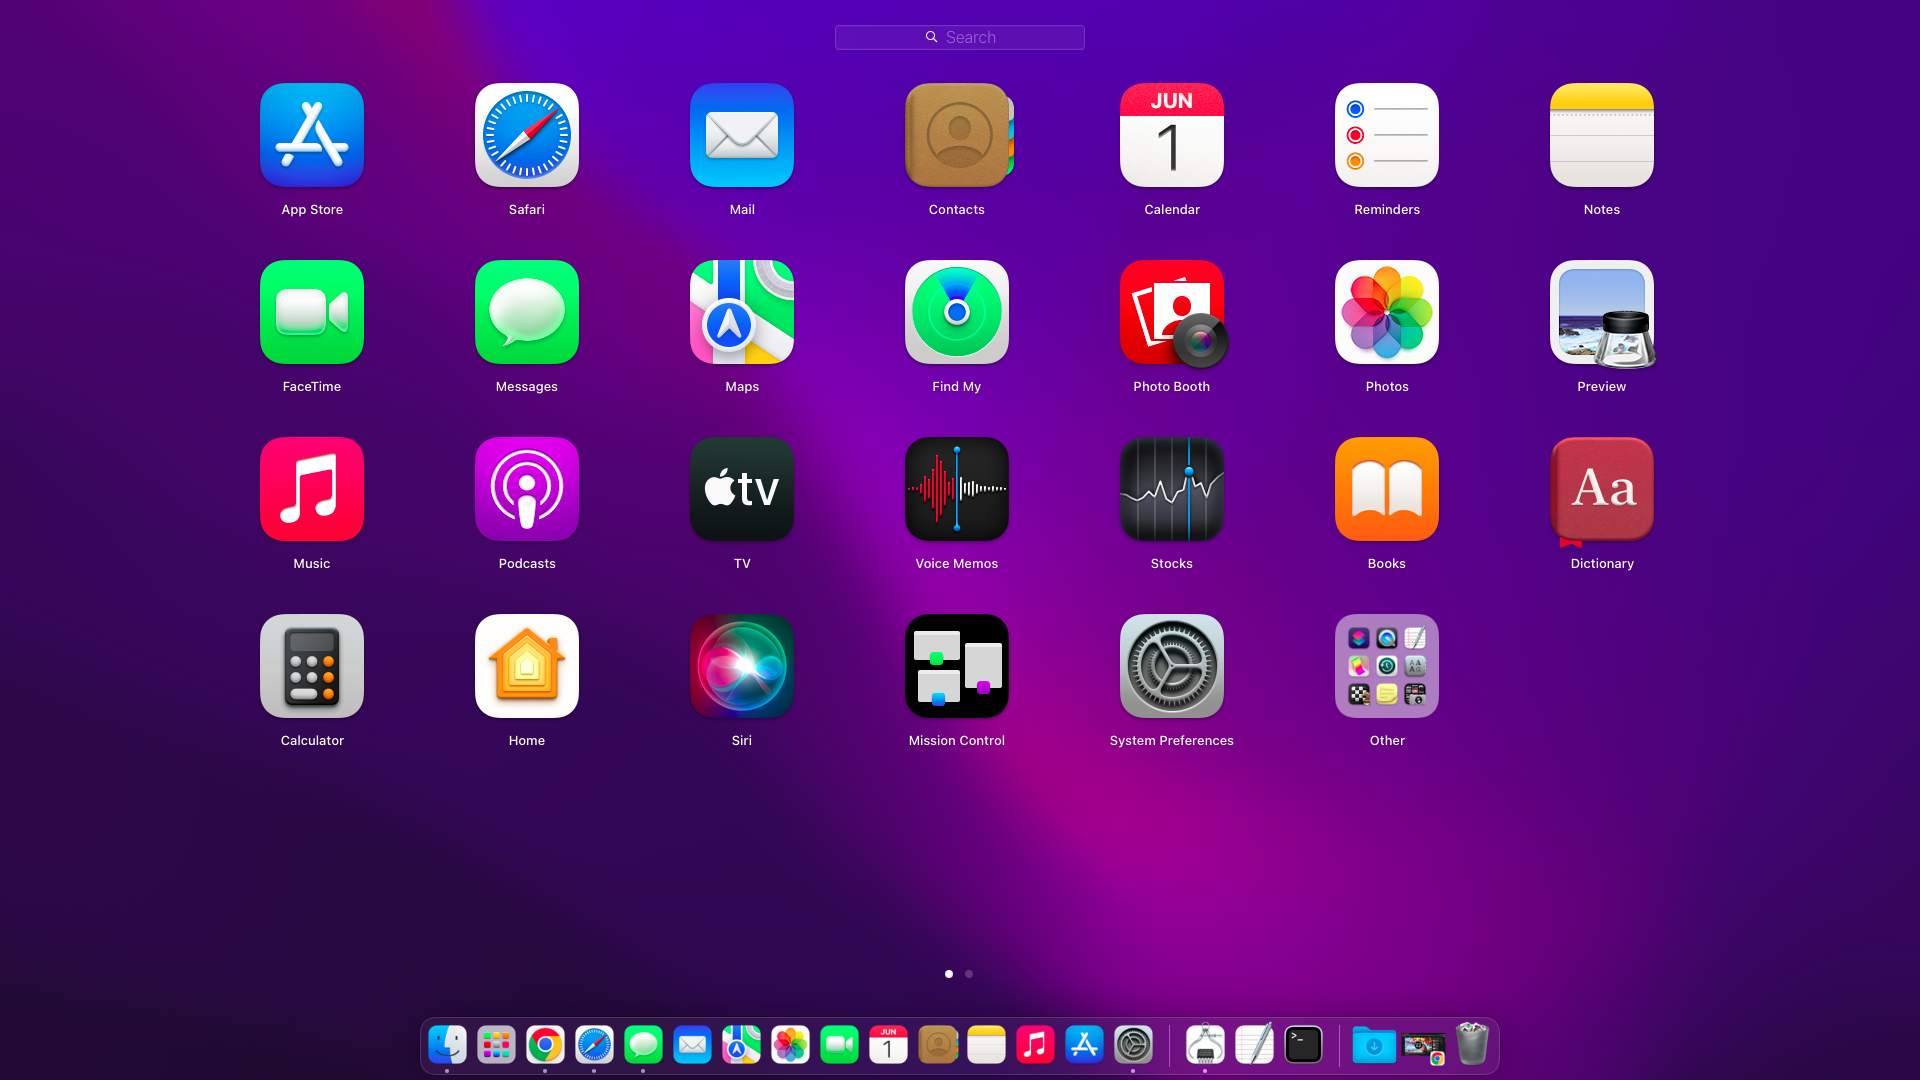 Search
JUN
1
App Store
Safari
Mail
Contacts
Calendar
Reminders
Notes
FaceTime
Messages
Maps
Find My
Photo Booth
Photos
Preview
tv
Aa
Music
Podcasts
TV
Voice Memos
Stocks
Books
Dictionary
Calculator
Home
Siri
Mission Control
System Preferences
Other
JUN
1
>_